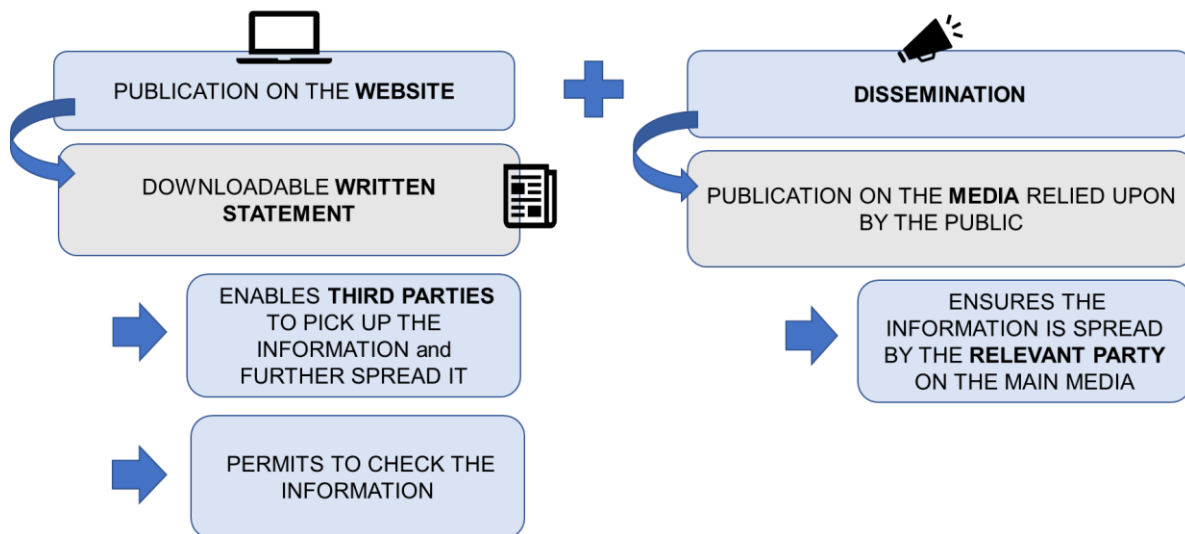 PUBLICATION ON THE WEBSITE
DOWNLOADABLE WRITTEN
STATEMENT
ENABLES THIRD PARTIES
TO PICK UP THE
INFORMATION and
FURTHER SPREAD IT
PERMITS TO CHECK THE
INFORMATION
DISSEMINATION
PUBLICATION ON THE MEDIA RELIED UPON
BY THE PUBLIC
ENSURES THE
INFORMATION IS SPREAD
BY THE RELEVANT PARTY
ON THE MAIN MEDIA